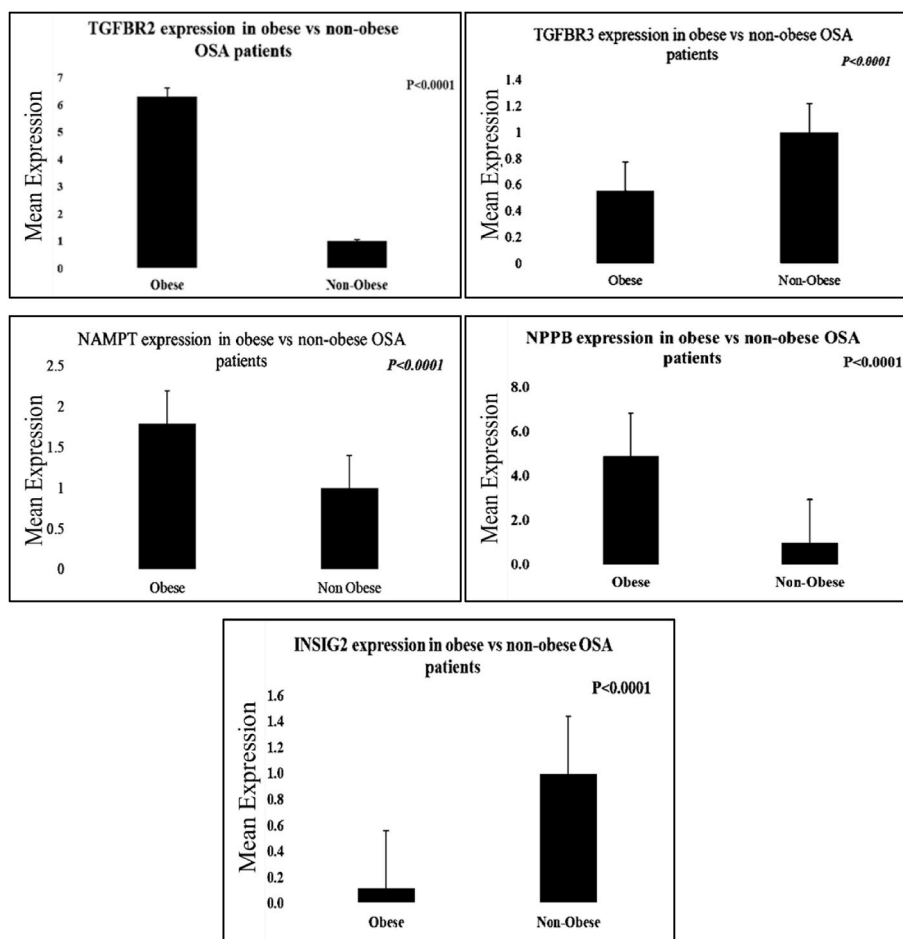 TGFBR2 expression in obese vs non-obese
OSA patients
P<0.0001
Mean Expression
7
6
5
4
3
2
1
0
Obese
Non-Obese
TGFBR3 expression in obese vs non-obese OSA
patients
P<0.0001
Mean Expression
1.4
1.2
1
0.8
0.6
0.4
0.2
0
Obese
Non-Obese
NAMPT expression in obese vs non-obese OSA
patients
P<0.0001
Mean Expression
2.5
2
1.5
1
0.5
0
Obese
Non Obese
NPPB expression in obese vs non-obese OSA
patients
P<0.0001
Mean Expression
8.0
6.0
4.0
2.0
0.0
Obese
Non-Obese
INSIG2 expression in obese vs non-obese OSA
patients
P<0.0001
Mean Expression
1.6
1.4
1.2
1.0
0.8
0.6
0.4
0.2
0.0
Obese
Non-Obese